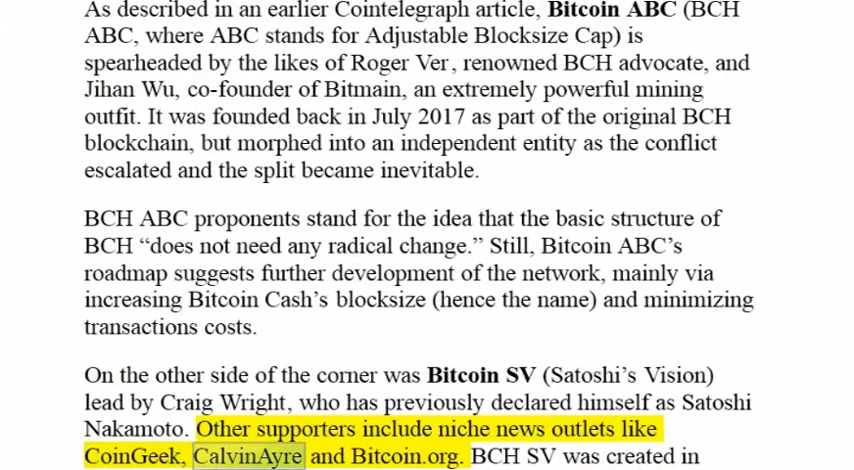 As described in an earlier Cointelegraph article, Bitcoin ABC (BCH
ABC, where ABC stands for Adjustable Blocksize Cap) is
spearheaded by the likes of Roger Ver, renowned BCH advocate, and
Jihan Wu, co-founder of Bitmain, an extremely powerful mining
outfit. It was founded back in July 2017 as part of the original BCH
blockchain, but morphed into an independent entity as the conflict
escalated and the split became inevitable.
BCH ABC proponents stand for the idea that the basic structure of
BCH “does not need any radical change.” Still, Bitcoin ABC’s
roadmap suggests further development of the network, mainly via
increasing Bitcoin Cash’s blocksize (hence the name) and minimizing
transactions costs.
On the other side of the corner was Bitcoin SV (Satoshi’s Vision)
lead by Craig Wright, who has previously declared himself as Satoshi
Nakamoto. Other supporters include niche news outlets like
CoinGeek, CalvinAyre and Bitcoin.org. BCH SV was created in